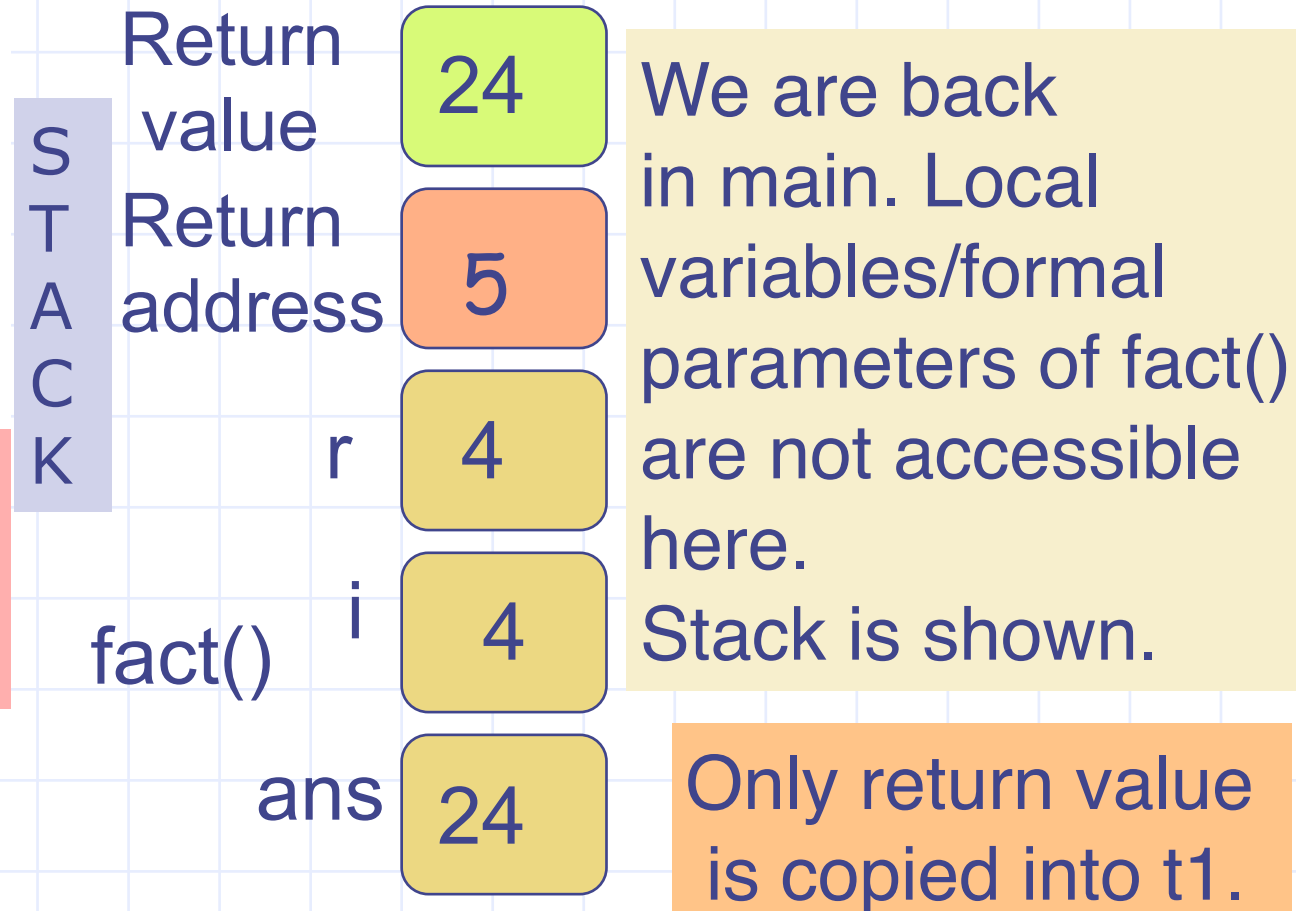 STACK
Return
value
24
Return
address
5
r
4
fact()
i
4
ans
24
We are back
in main. Local
variables/formal
parameters of fact()
are not accessible
here.
Stack is shown.
Only return value
is copied into t1.